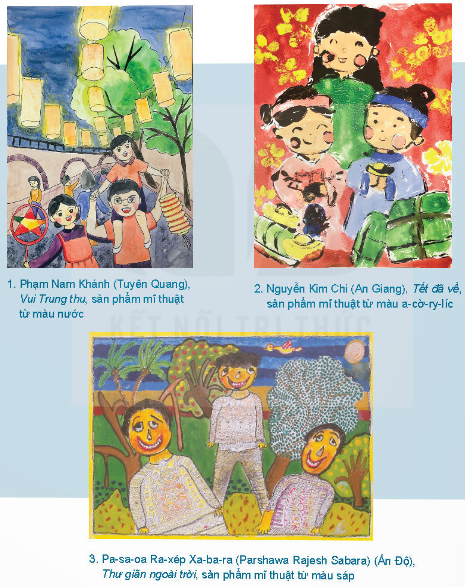 1. Phạm Nam Khánh (Tuyên Quang),
Vui Trung thu, sản phẩm mĩ thuật
từ màu nước
2. Nguyễn Kim Chi (An Giang), Tết đã về,
sản phẩm mĩ thuật từ màu a-cờ-ry-líc
KẾT NỐI TRI THỨC
3. Pa-sa-oa Ra-xép Xa-ba-ra (Parshawa Rajesh Sabara) (Ấn Độ),
Thư giãn ngoài trời, sản phẩm mĩ thuật từ màu sáp